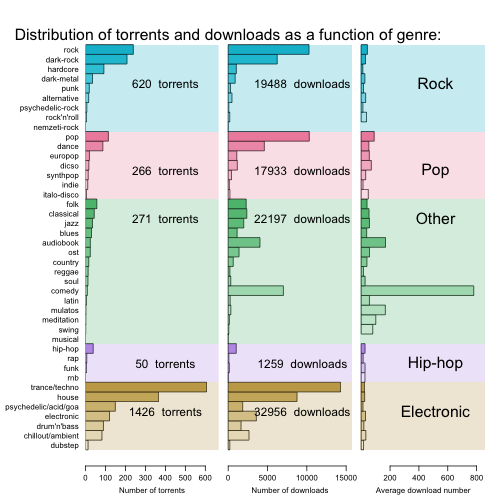 Distribution of torrents and downloads as a function of genre:
rock
dark-rock
hardcore
dark-metal
punk
alternative
psychedelic-rock
rock'n'roll
nemzeti-rock
620 torrents
19488 downloads
Rock
pop
dance
europop
dicso
synthpop
indie
italo-disco
266 torrents
17933 downloads
Pop
folk
classical
jazz
blues
audiobook
ost
country
reggae
soul
comedy
latin
mulatos
meditation
swing
musical
271 torrents
22197 downloads
Other
hip-hop
rap
funk
rnb
50 torrents
1259 downloads
Hip-hop
trance/techno
house
psychedelic/acid/goa
electronic
drum'n'bass
chillout/ambient
dubstep
1426 torrents
32956 downloads
Electronic
0 100 200 300 400 500 600
Number of torrents
0 5000 10000 15000
Number of downloads
200 400 600 800
Average download number